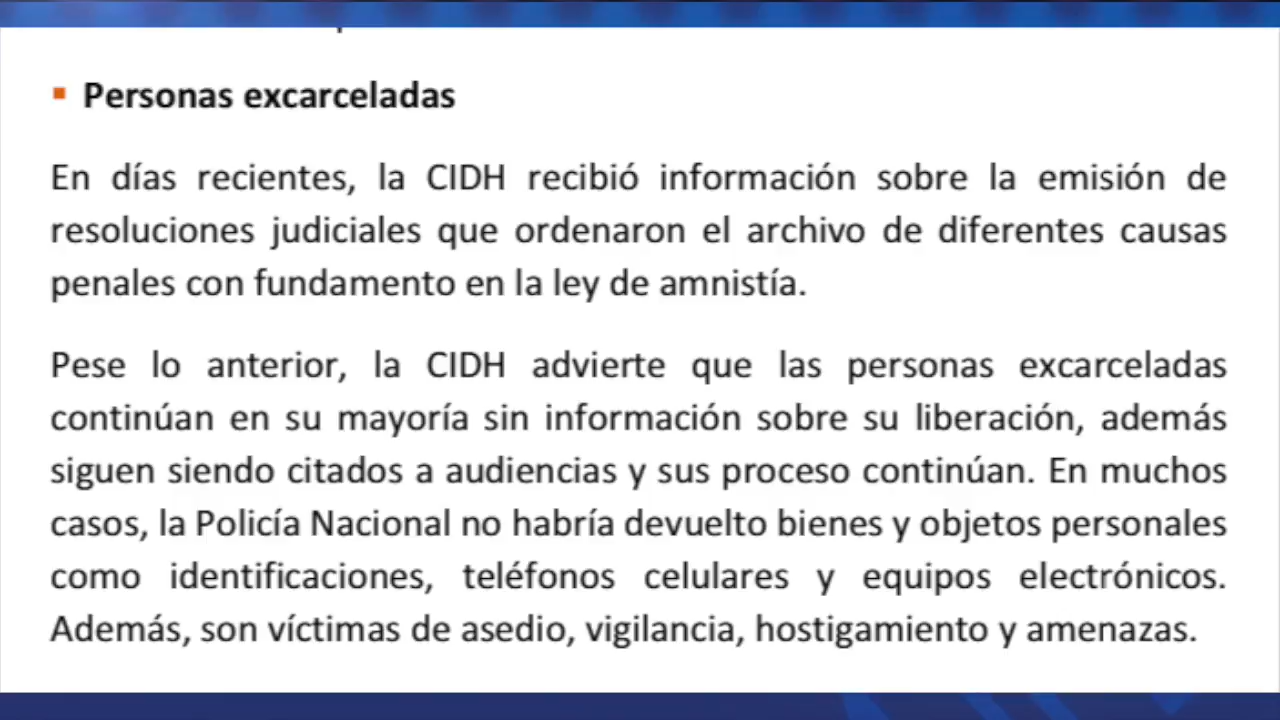 Personas excarceladas
En días recientes, la CIDH recibió información sobre la emisión de
resoluciones judiciales que ordenaron el archivo de diferentes causas
penales con fundamento en la ley de amnistía.
Pese lo anterior, la CIDH advierte que las personas excarceladas
continúan en su mayoría sin información sobre su liberación, además
siguen siendo citados a audiencias y sus proceso continúan. En muchos
casos, la Policía Nacional no habría devuelto bienes y objetos personales
como identificaciones, teléfonos celulares y equipos electrónicos.
Además, son víctimas de asedio, vigilancia, hostigamiento y amenazas.